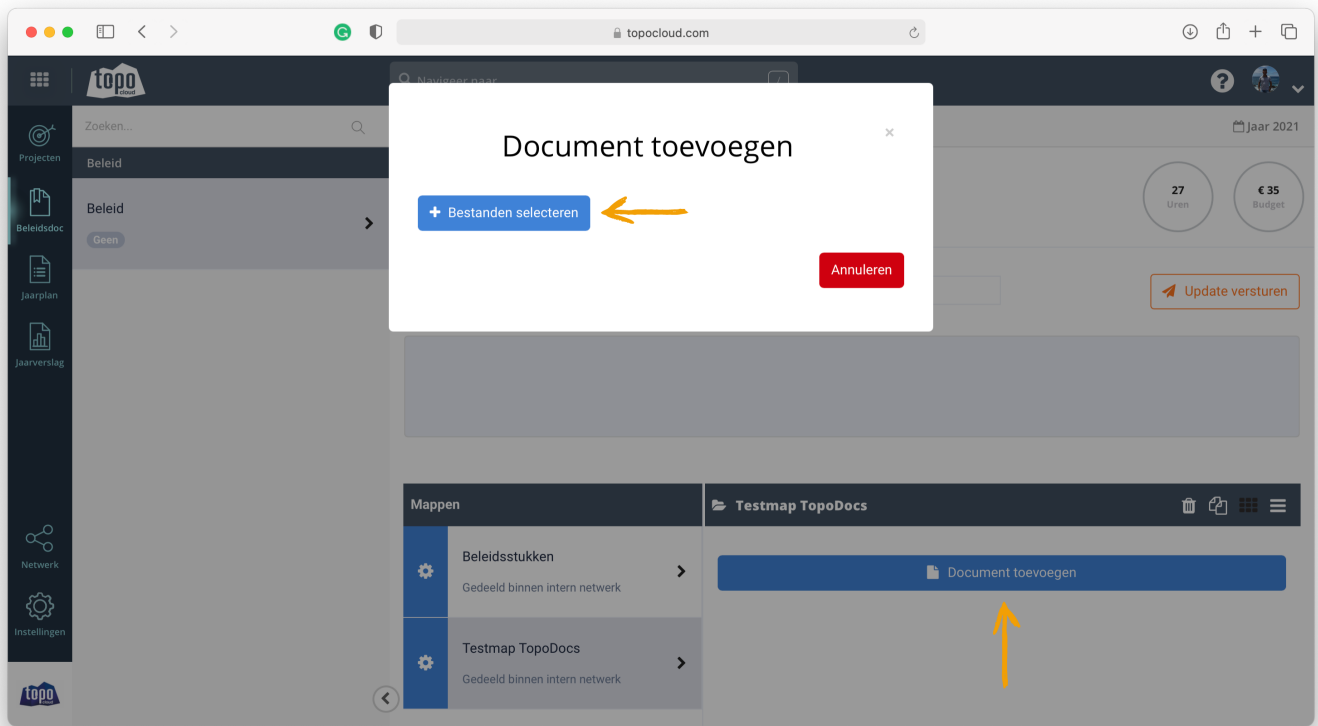 topocloud.com
topo
cloud
Navigeer naar
/
?
Zoeken...
Jaar 2021
Projecten
Beleid
Document toevoegen
×
Beleid
Geen
Beleidsdoc
+ Bestanden selecteren
27
Uren
€ 35
Budget
Annuleren
Jaarplan
Update versturen
Jaarverslag
Mappen
Testmap TopoDocs
Beleidsstukken
Gedeeld binnen intern netwerk
Document toevoegen
Netwerk
Testmap TopoDocs
Gedeeld binnen intern netwerk
Instellingen
topo
cloud